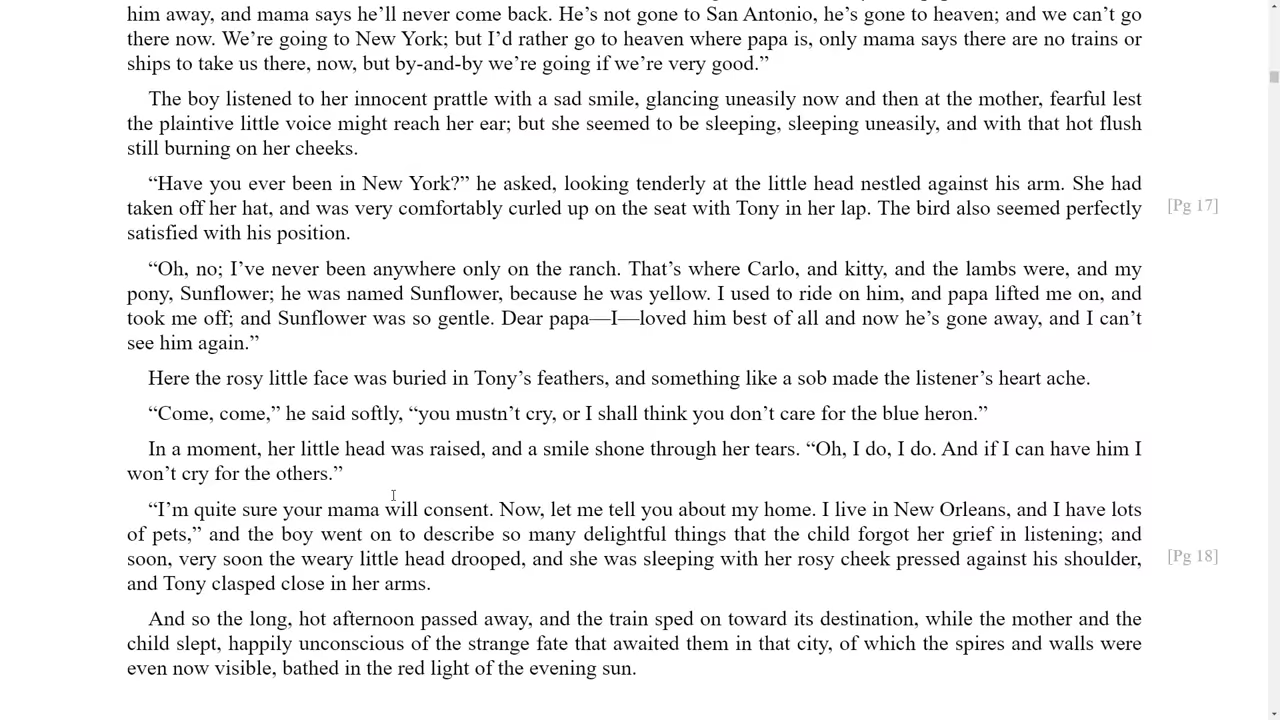 him away, and mama says he’ll never come back. He’s not gone to San Antonio, he’s gone to heaven; and we can’t go
there now. We’re going to New York; but I’d rather go to heaven where papa is, only mama says there are no trains or
ships to take us there, now, but by-and-by we’re going if we’re very good.”
The boy listened to her innocent prattle with a sad smile, glancing uneasily now and then at the mother, fearful lest
the plaintive little voice might reach her ear; but she seemed to be sleeping, sleeping uneasily, and with that hot flush
still burning on her cheeks.
“Have you ever been in New York?” he asked, looking tenderly at the little head nestled against his arm. She had
taken off her hat, and was very comfortably curled up on the seat with Tony in her lap. The bird also seemed perfectly
[Pg 17]
satisfied with his position.
“Oh, no; I’ve never been anywhere only on the ranch. That’s where Carlo, and kitty, and the lambs were, and my
pony, Sunflower; he was named Sunflower, because he was yellow. I used to ride on him, and papa lifted me on, and
took me off; and Sunflower was so gentle. Dear papa—I—loved him best of all and now he’s gone away, and I can’t
see him again.”
Here the rosy little face was buried in Tony’s feathers, and something like a sob made the listener’s heart ache.
“Come, come,” he said softly, “you mustn’t cry, or I shall think you don’t care for the blue heron.”
In a moment, her little head was raised, and a smile shone through her tears. “Oh, I do, I do. And if I can have him I
won’t cry for the others.”
“I’m quite sure your mama will consent. Now, let me tell you about my home. I live in New Orleans, and I have lots
of pets,” and the boy went on to describe so many delightful things that the child forgot her grief in listening; and
soon, very soon the weary little head drooped, and she was sleeping with her rosy cheek pressed against his shoulder,
[Pg 18]
and Tony clasped close in her arms.
And so the long, hot afternoon passed away, and the train sped on toward its destination, while the mother and the
child slept, happily unconscious of the strange fate that awaited them in that city, of which the spires and walls were
even now visible, bathed in the red light of the evening sun.